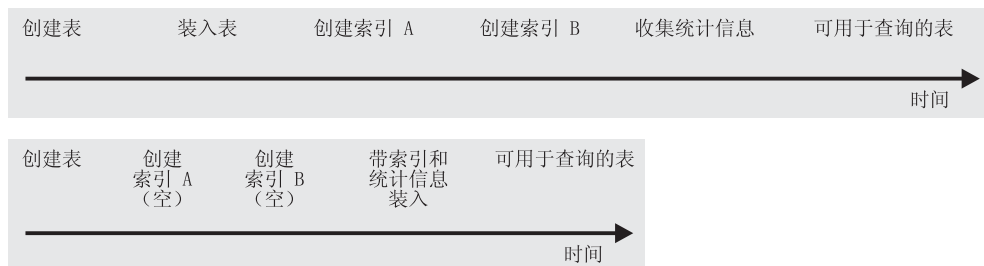 创建表 装入表 创建索引 A 创建索引 B 收集统计信息 可用于查询的表
时间
创建表 创建 创建 带索引和 可用于查询的表
索引 A 索引 B 统计信息
（空） （空） 装入
时间